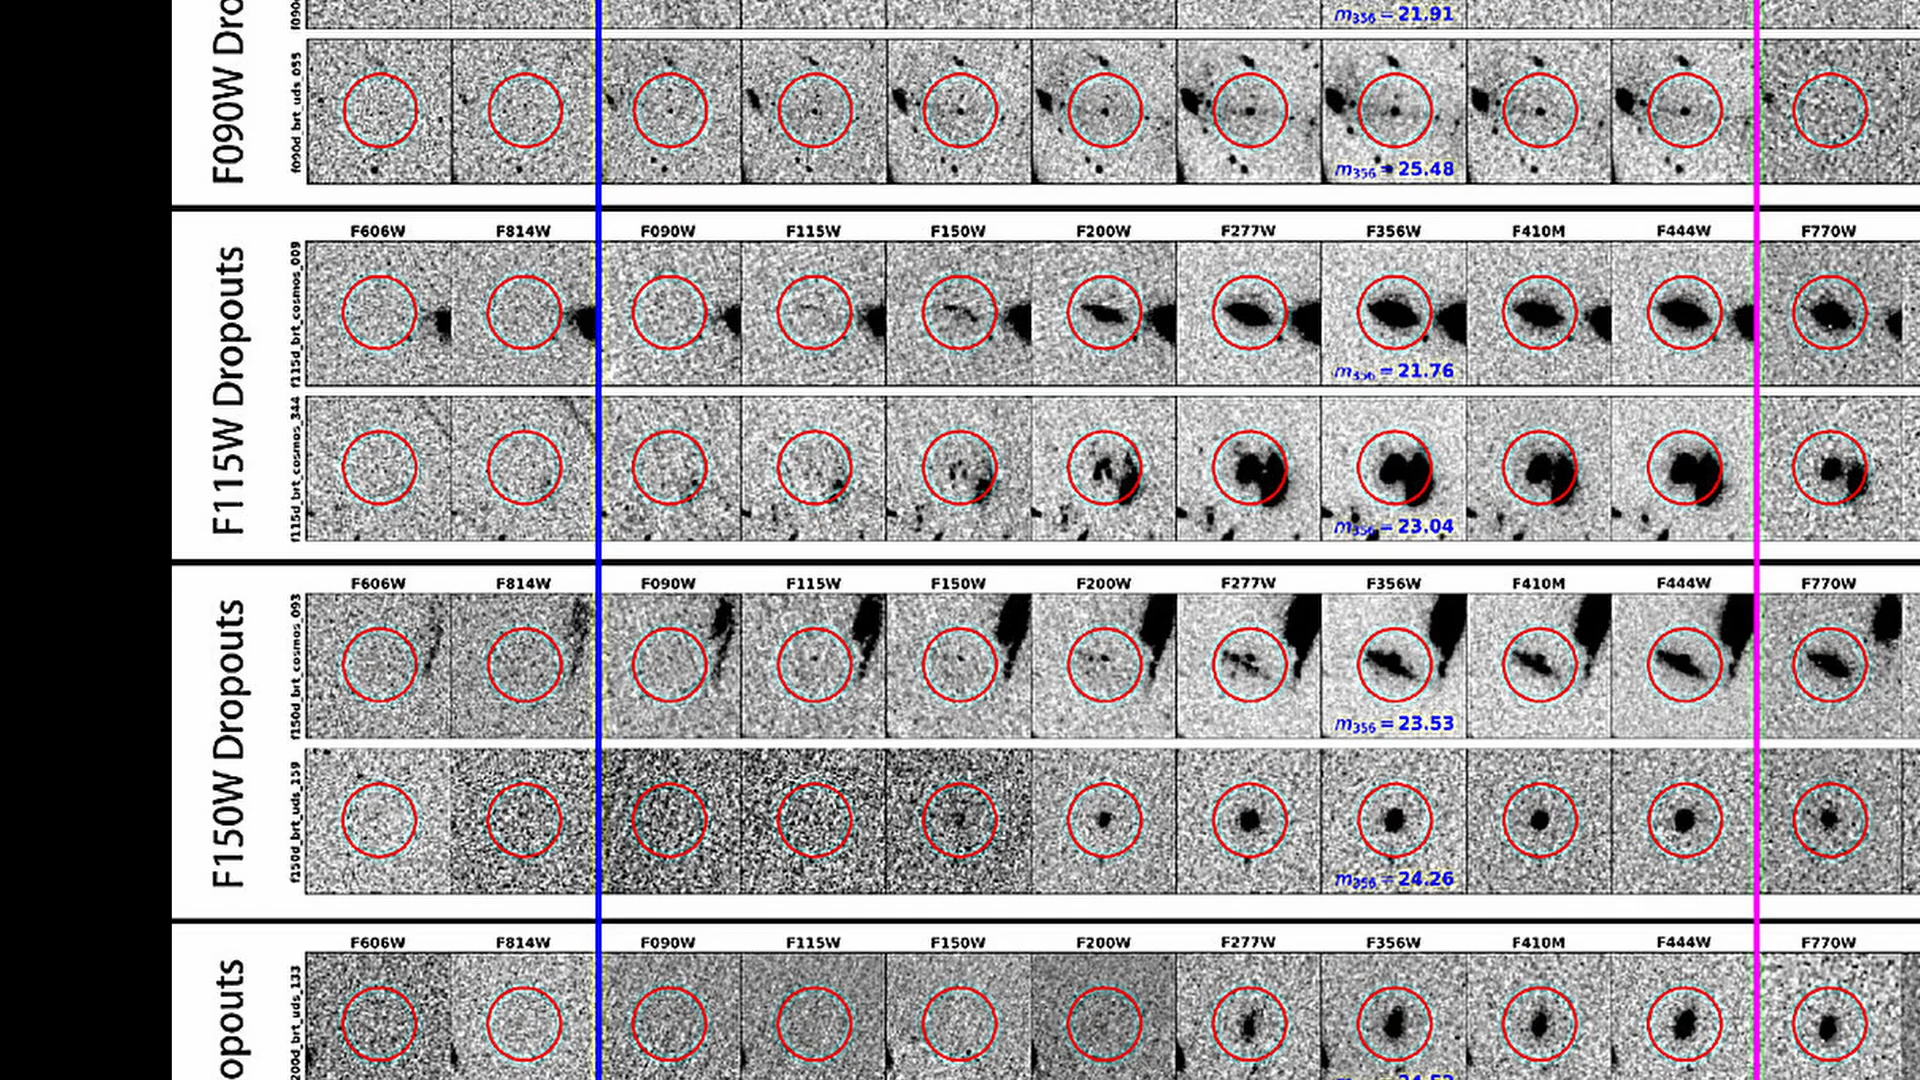 F090W Dro
m356 = 21.91
f090d_brt_uds_055
m356 = 25.48
F115W Dropouts
F606W F814W F090W F115W F150W F200W F277W F356W F410M F444W F770W
f115d_brt_cosmos_009
m356 = 21.76
f115d_brt_cosmos_344
m356 = 23.04
F150W Dropouts
F606W F814W F090W F115W F150W F200W F277W F356W F410M F444W F770W
f150d_brt_cosmos_093
m356 = 23.53
f150d_brt_uds_159
m356 = 24.26
opouts
F606W F814W F090W F115W F150W F200W F277W F356W F410M F444W F770W
200d_brt_uds_133